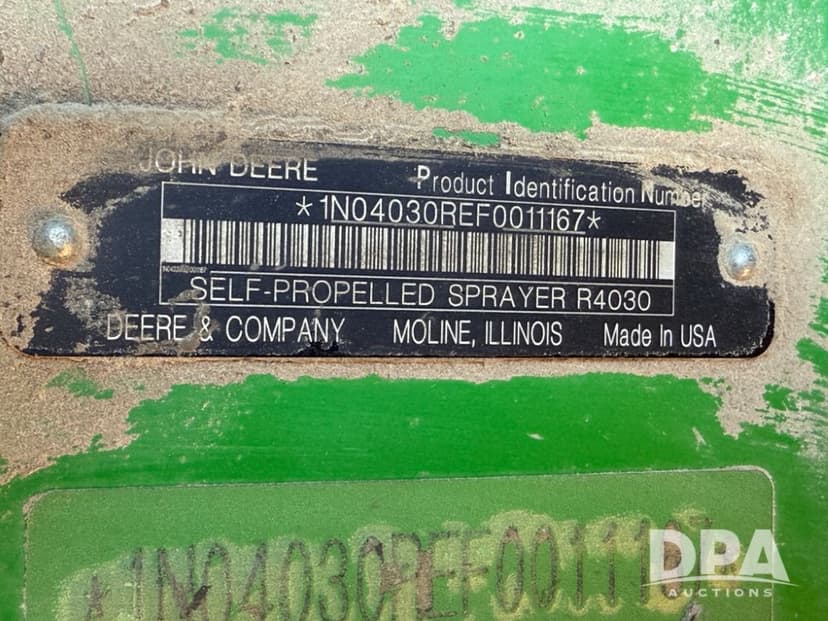 JOHN DEERE
Product Identification Number
*1N04030REF0011167*
SELF-PROPELLED SPRAYER R4030
DEERE & COMPANY MOLINE, ILLINOIS Made In USA
*1N04030REF001116
DPA
AUCTIONS